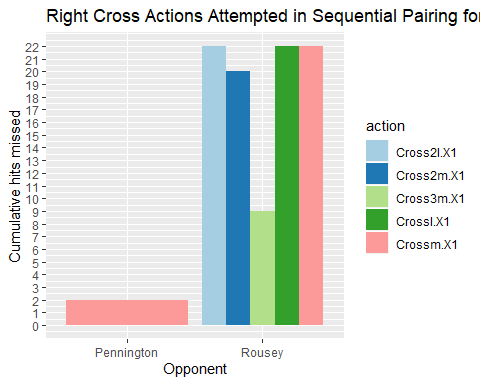 Right Cross Actions Attempted in Sequential Pairing for
Cumulative hits missed
22
21
20
19
18
17
16
15
14
13
12
11
10
9
8
7
6
5
4
3
2
1
0
Pennington
Rousey
Opponent
action
Cross2l.X1
Cross2m.X1
Cross3m.X1
Crossl.X1
Crossm.X1